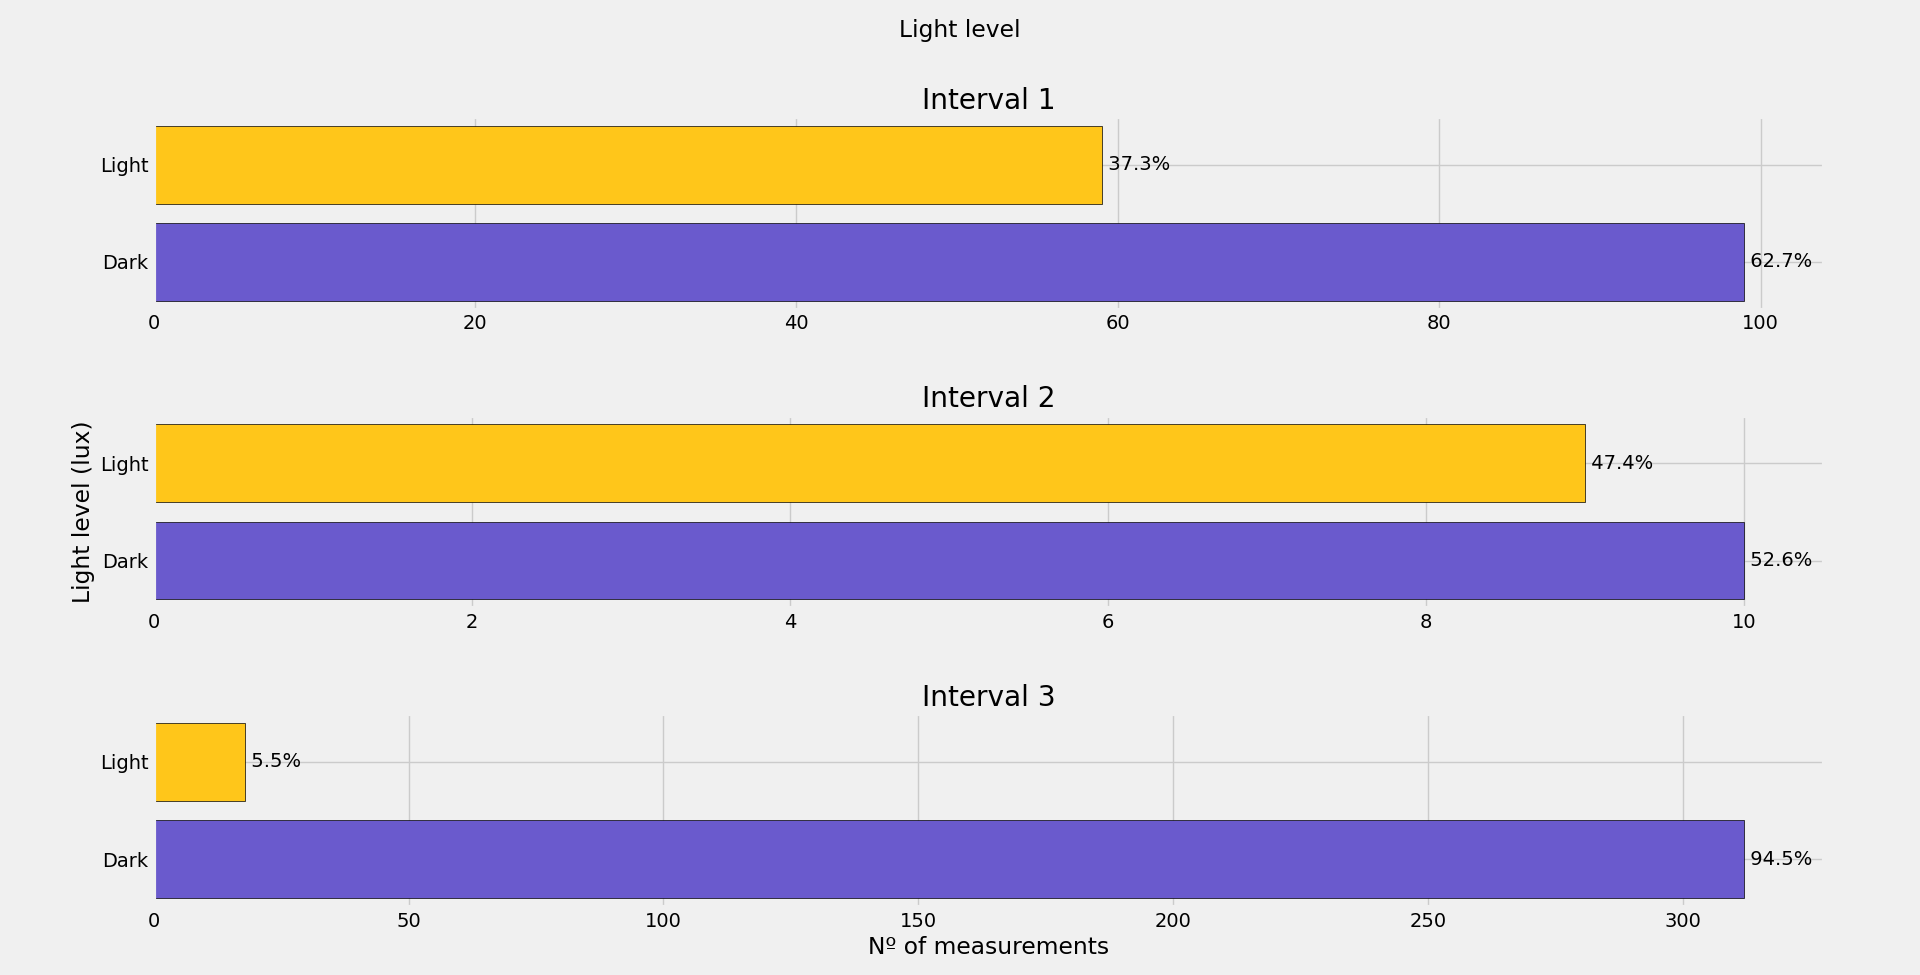 Light level
Interval 1
Light
37.3%
Dark
62.7%
0 20 40 60 80 100
Interval 2
Light level (lux)
Light
47.4%
Dark
52.6%
0 2 4 6 8 10
Interval 3
Light
5.5%
Dark
94.5%
0 50 100 150 200 250 300
Nº of measurements